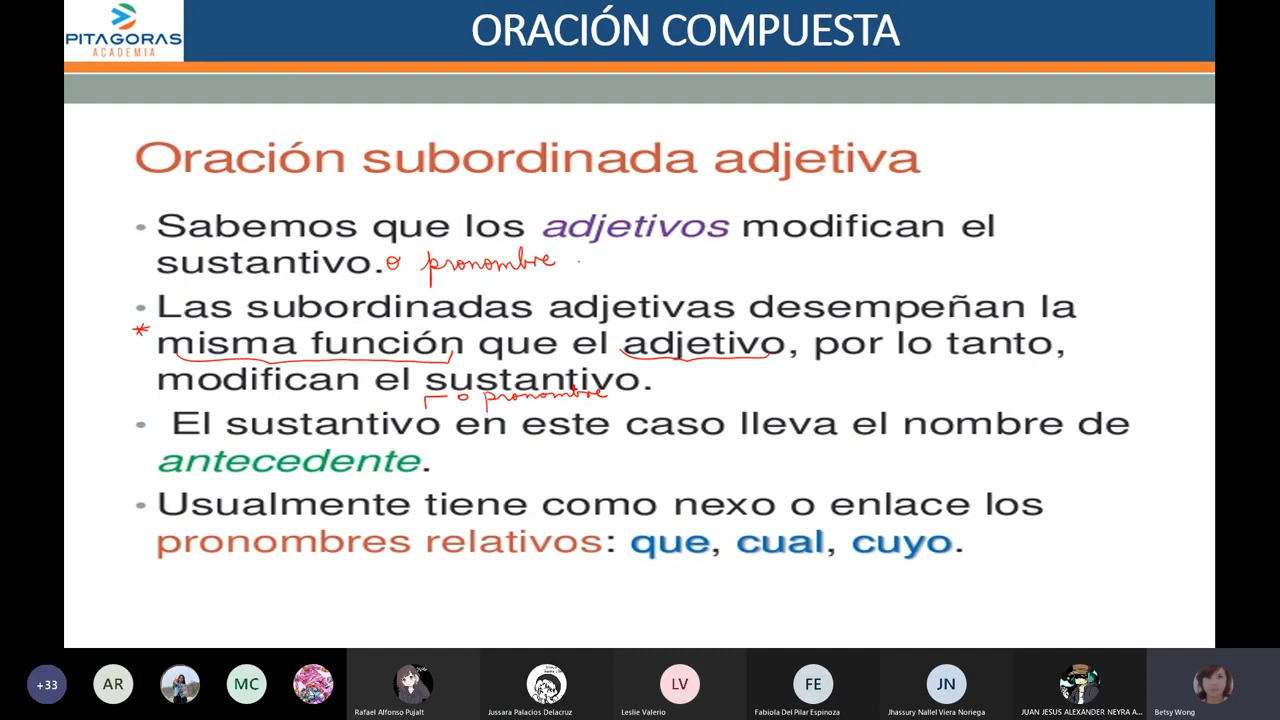 PITAGORAS
ACADEMIA
ORACIÓN COMPUESTA
Oración subordinada adjetiva
• Sabemos que los adjetivos modifican el
sustantivo. o pronombre
• Las subordinadas adjetivas desempeñan la
* misma función que el adjetivo, por lo tanto,
modifican el sustantivo.
o pronombre
• El sustantivo en este caso lleva el nombre de
antecedente.
• Usualmente tiene como nexo o enlace los
pronombres relativos: que, cual, cuyo.
+33 AR MC LV FE JN
Rafael Alfonso Pujalt Jussara Palacios Delacruz Leslie Valerio Fabiola Del Pilar Espinoza Jhassury Nallel Viera Noriega JUAN JESUS ALEXANDER NEYRA A... Betsy Wong